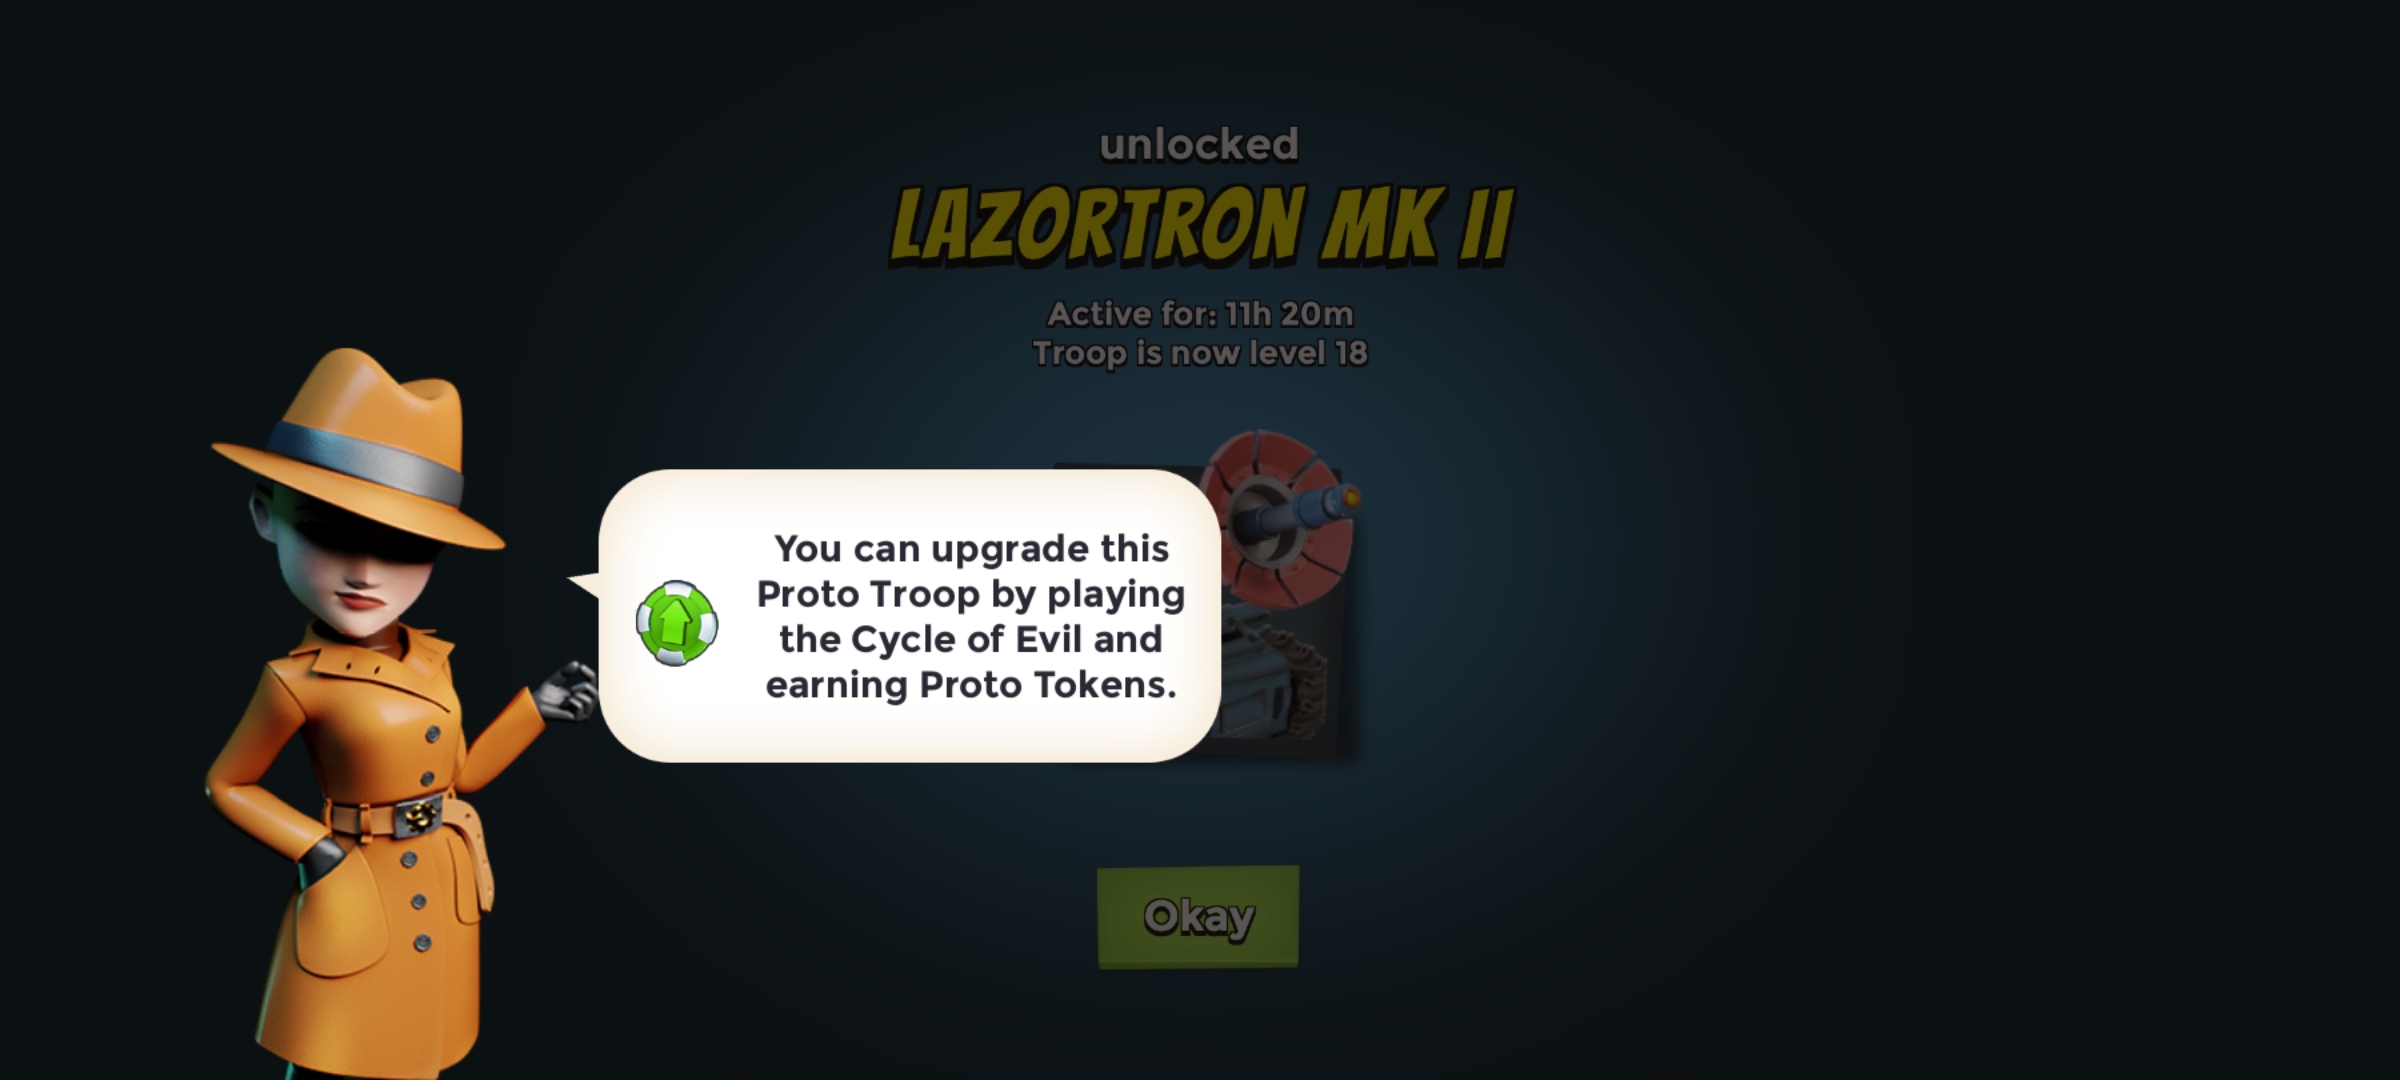 unlocked
LAZORTRON MK II
Active for: 11h 20m
Troop is now level 18
You can upgrade this
Proto Troop by playing
the Cycle of Evil and
earning Proto Tokens.
Okay